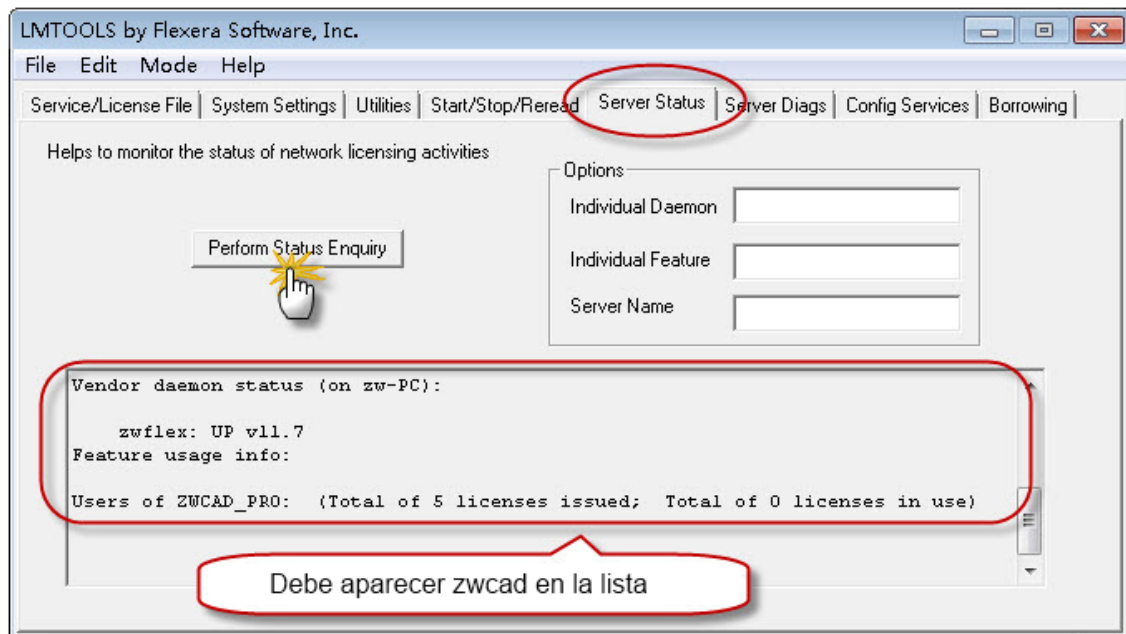 LMTOOLS by Flexera Software, Inc.
File Edit Mode Help
Service/License File System Settings Utilities Start/Stop/Reread Server Status Server Diags Config Services Borrowing
Helps to monitor the status of network licensing activities
Options
Individual Daemon
Perform Status Enquiry
Individual Feature
Server Name
Vendor daemon status (on zw-PC):
zwflex: UP v11.7
Feature usage info:
Users of ZWCAD_PRO: (Total of 5 licenses issued; Total of 0 licenses in use)
Debe aparecer zwcad en la lista